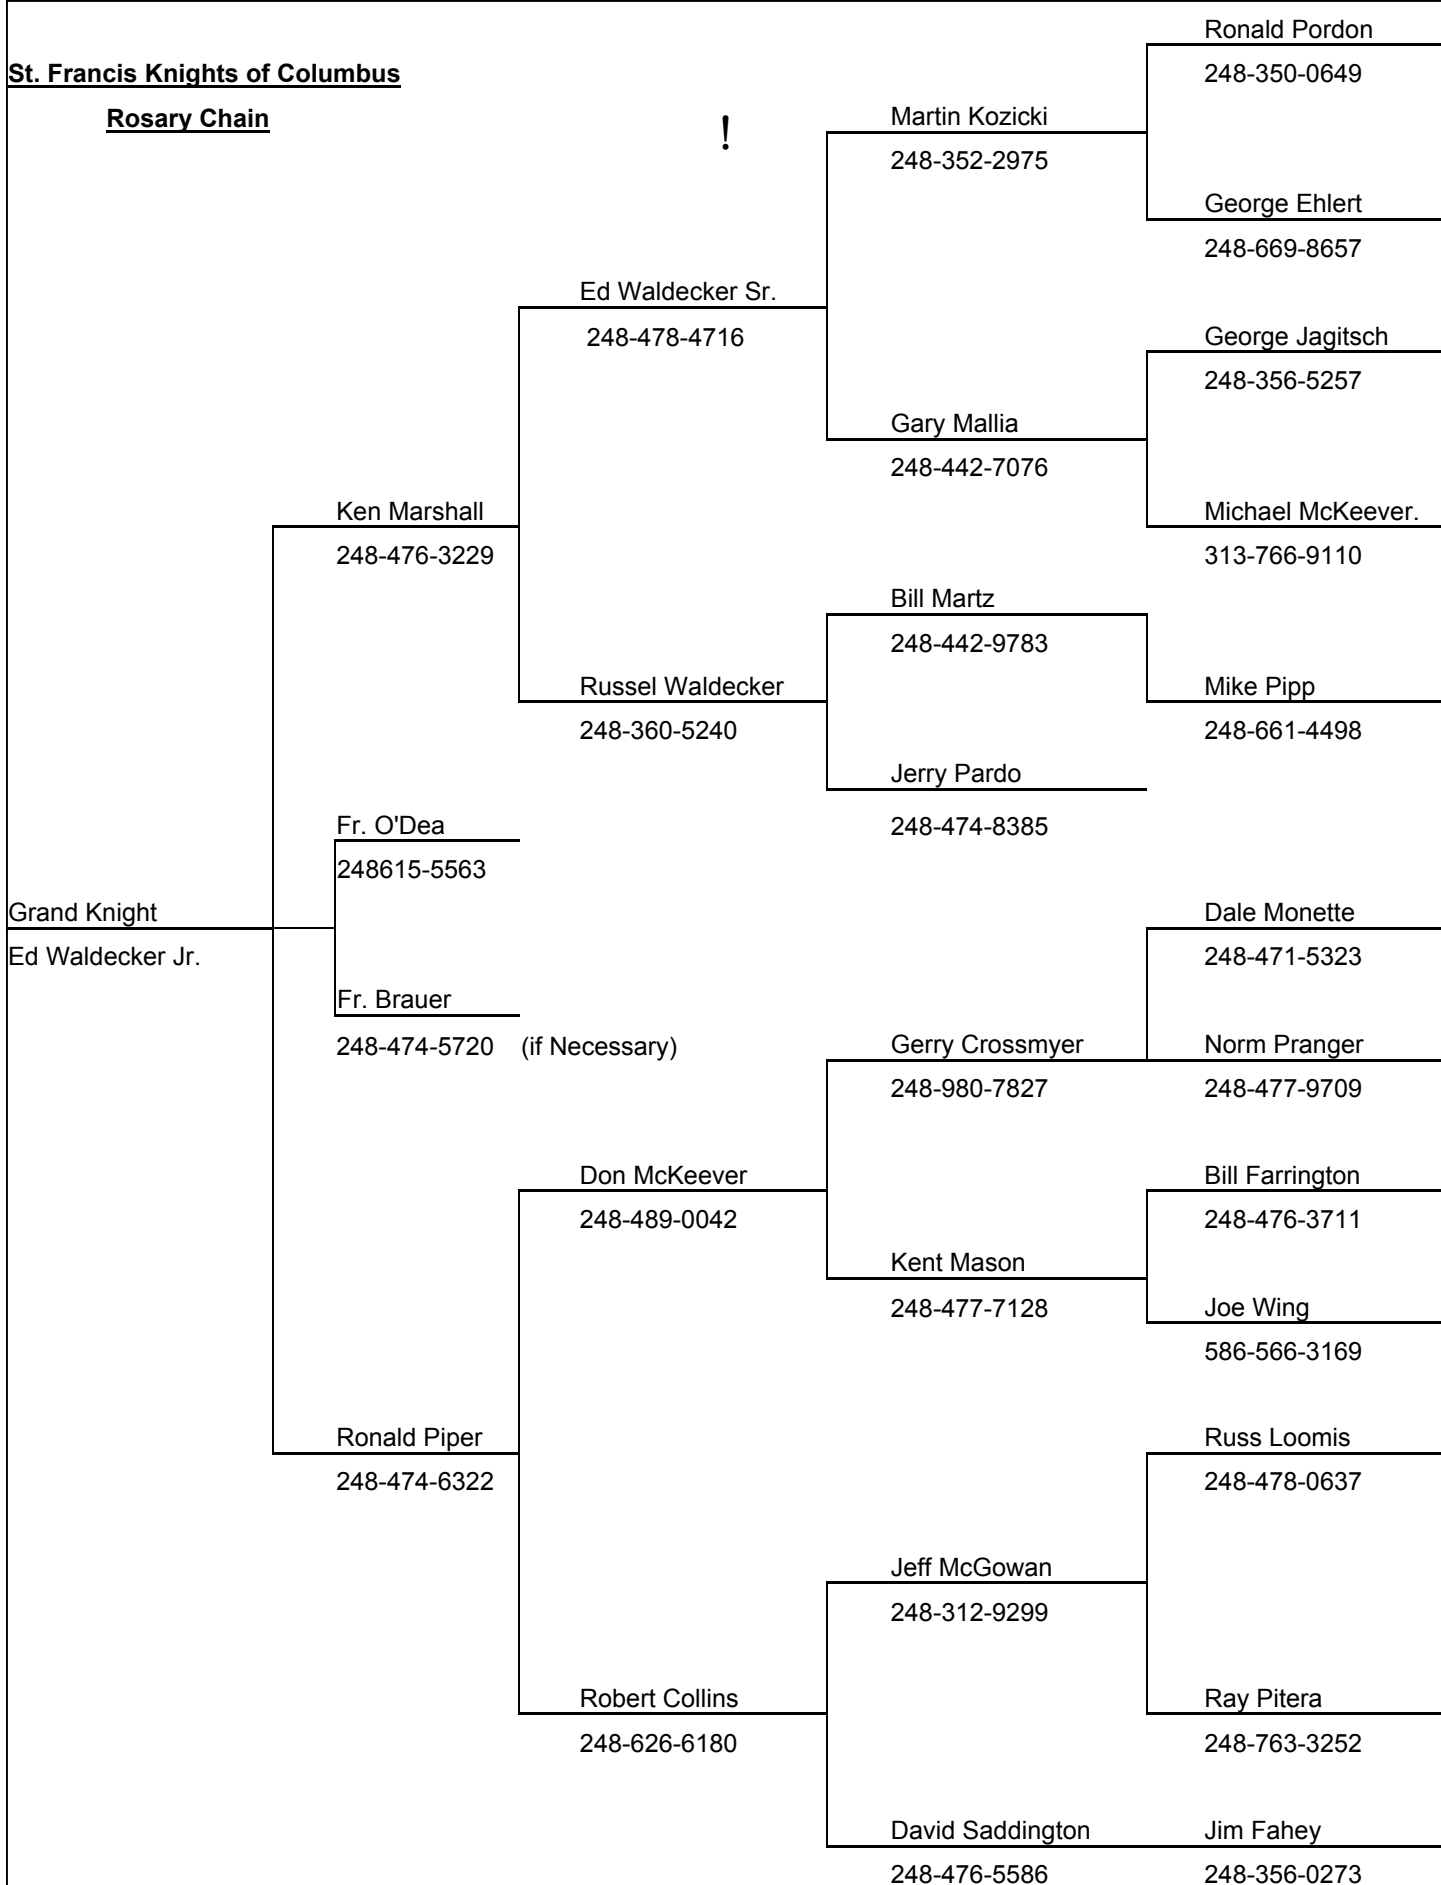 Ronald Pordon
St. Francis Knights of Columbus
248-350-0649
Rosary Chain
!
Martin Kozicki
248-352-2975
George Ehlert
248-669-8657
Ed Waldecker Sr.
248-478-4716
George Jagitsch
248-356-5257
Gary Mallia
248-442-7076
Ken Marshall
Michael McKeever.
248-476-3229
313-766-9110
Bill Martz
248-442-9783
Russel Waldecker
Mike Pipp
248-360-5240
248-661-4498
Jerry Pardo
248-474-8385
Fr. O'Dea
248615-5563
Grand Knight
Dale Monette
Ed Waldecker Jr.
248-471-5323
Fr. Brauer
248-474-5720 (if Necessary)
Gerry Crossmyer
Norm Pranger
248-980-7827
248-477-9709
Don McKeever
Bill Farrington
248-489-0042
248-476-3711
Kent Mason
248-477-7128
Joe Wing
586-566-3169
Ronald Piper
Russ Loomis
248-474-6322
248-478-0637
Jeff McGowan
248-312-9299
Robert Collins
Ray Pitera
248-626-6180
248-763-3252
David Saddington
Jim Fahey
248-476-5586
248-356-0273